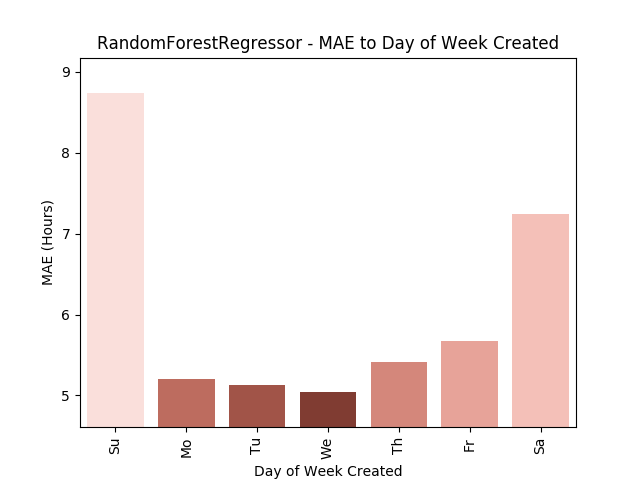 RandomForestRegressor - MAE to Day of Week Created
MAE (Hours)
9
8
7
6
5
Su
Mo
Tu
We
Th
Fr
Sa
Day of Week Created